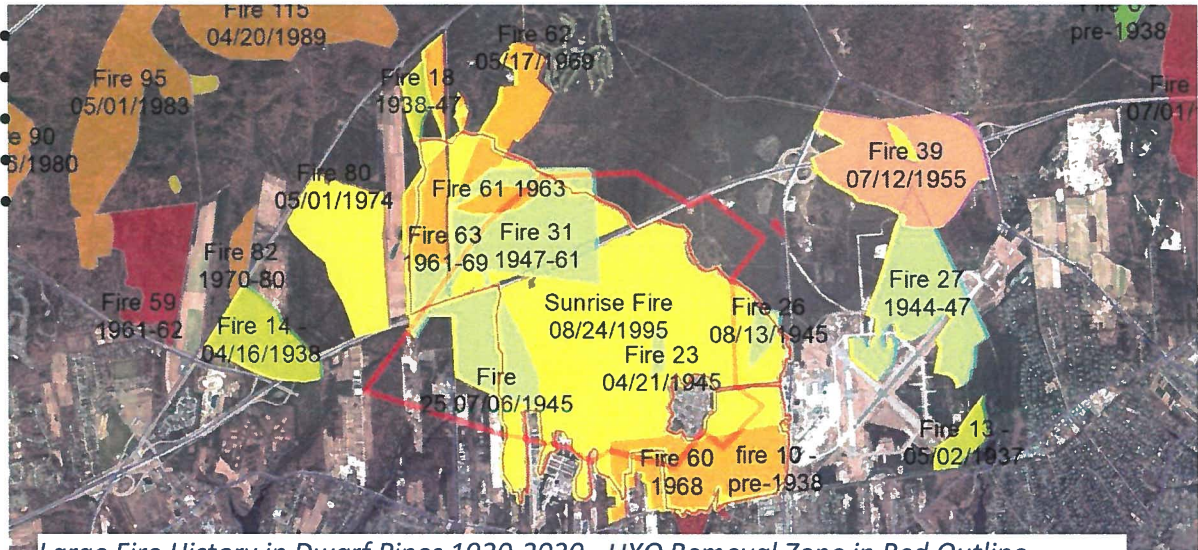 Fire 115
04/20/1989
Fire 62
05/17/1969
pre-1938
Fire 95
05/01/1983
Fire 18
1938-47
Fire
07/01/1
e 90
6/1980
Fire 39
07/12/1955
Fire 80
05/01/1974
Fire 61 1963
Fire 63
1961-69
Fire 31
1947-61
Fire 82
1970-80
Fire 27
1944-47
Fire 59
1961-62
Sunrise Fire
08/24/1995
Fire 26
08/13/1945
Fire 14 -
04/16/1938
Fire 23
04/21/1945
Fire
25 07/06/1945
Fire 13 -
05/02/1937
Fire 60
1968
fire 10 -
pre-1938
Large Fire History in Dwarf Pines 1930-2020 - UXO Removal Zone in Red Outline